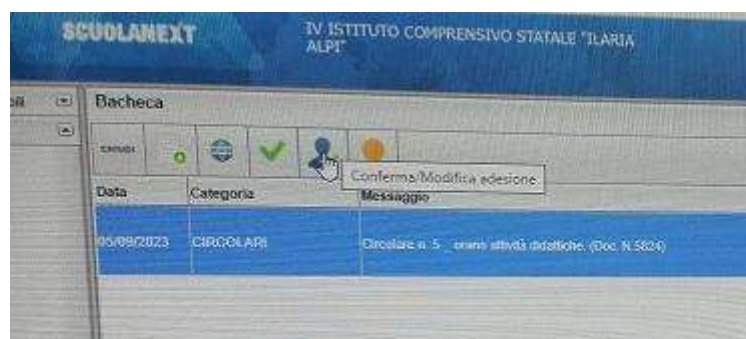 SCUOLANEXT
IV ISTITUTO COMPRENSIVO STATALE "ILARIA
ALPI"
Bacheca
Conferma/Modifica adesione
Data Categoria Messaggio
05/09/2023 CIRCOLARI Circolare n. 5 _ orario attività didattiche. (Doc. N.5824)